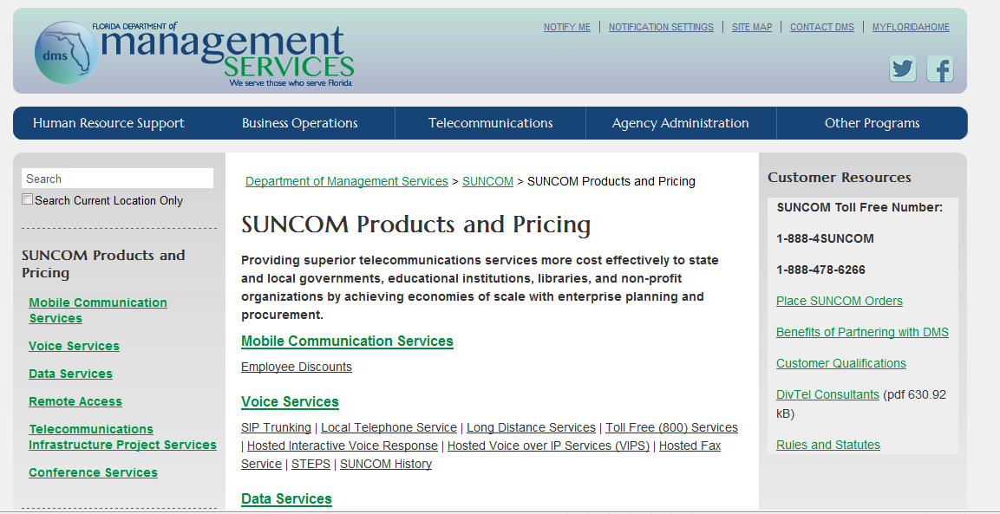 FLORIDA DEPARTMENT of
management
SERVICES
We serve those who serve Florida
dms
NOTIFY ME | NOTIFICATION SETTINGS | SITE MAP | CONTACT DMS | MYFLORIDAHOME
Human Resource Support Business Operations Telecommunications Agency Administration Other Programs
Search
Search Current Location Only
SUNCOM Products and
Pricing
Mobile Communication
Services
Voice Services
Data Services
Remote Access
Telecommunications
Infrastructure Project Services
Conference Services
Department of Management Services > SUNCOM > SUNCOM Products and Pricing
SUNCOM Products and Pricing
Providing superior telecommunications services more cost effectively to state
and local governments, educational institutions, libraries, and non-profit
organizations by achieving economies of scale with enterprise planning and
procurement.
Mobile Communication Services
Employee Discounts
Voice Services
SIP Trunking | Local Telephone Service | Long Distance Services | Toll Free (800) Services
| Hosted Interactive Voice Response | Hosted Voice over IP Services (VIPS) | Hosted Fax
Service | STEPS | SUNCOM History
Data Services
Customer Resources
SUNCOM Toll Free Number:
1-888-4SUNCOM
1-888-478-6266
Place SUNCOM Orders
Benefits of Partnering with DMS
Customer Qualifications
DivTel Consultants (pdf 630.92
kB)
Rules and Statutes